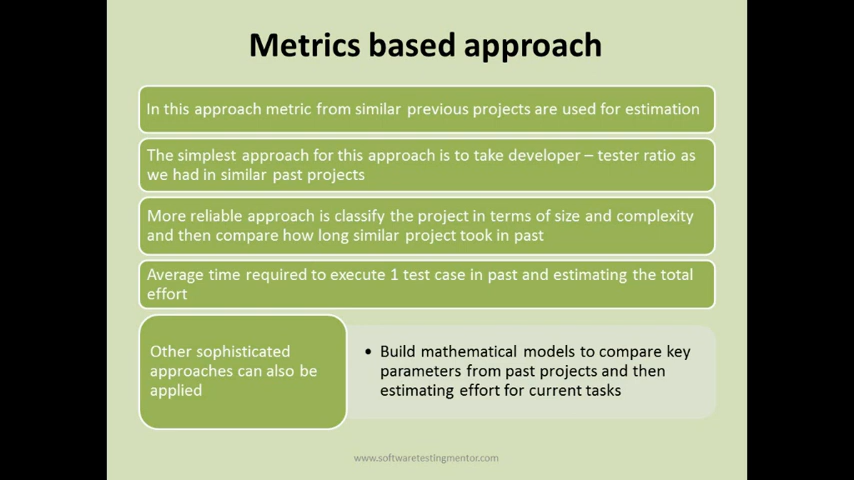 Metrics based approach
In this approach metric from similar previous projects are used for estimation
The simplest approach for this approach is to take developer – tester ratio as
we had in similar past projects
More reliable approach is classify the project in terms of size and complexity
and then compare how long similar project took in past
Average time required to execute 1 test case in past and estimating the total
effort
Other sophisticated
approaches can also be
applied
• Build mathematical models to compare key
parameters from past projects and then
estimating effort for current tasks
www.softwaretestingmentor.com